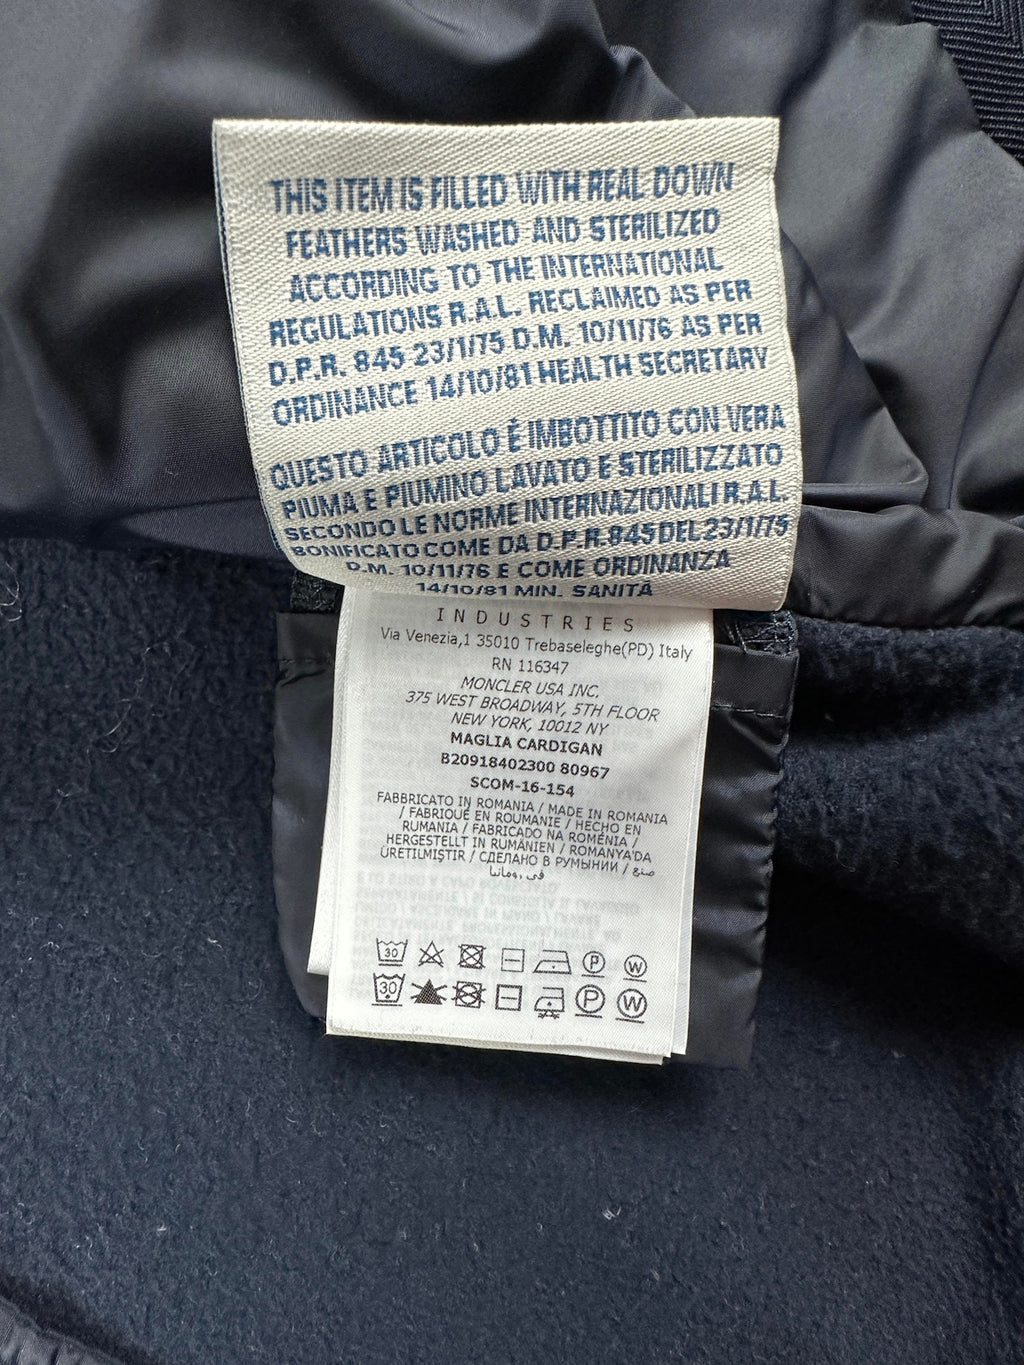 THIS ITEM IS FILLED WITH REAL DOWN
FEATHERS WASHED AND STERILIZED
ACCORDING TO THE INTERNATIONAL
REGULATIONS R.A.L. RECLAIMED AS PER
D.P.R. 845 23/1/75 D.M. 10/11/76 AS PER
ORDINANCE 14/10/81 HEALTH SECRETARY
QUESTO ARTICOLO É IMBOTTITO CON VERA
PIUMA E PIUMINO LAVATO E STERILIZZATO
SECONDO LE NORME INTERNAZIONALI R.A.L.
BONIFICATO COME DA D.P.R. 845 DEL 23/1/75
D.M. 10/11/76 E COME ORDINANZA
14/10/81 MIN. SANITÁ
INDUSTRIES
Via Venezia,1 35010 Trebaseleghe(PD) Italy
RN 116347
MONCLER USA INC.
375 WEST BROADWAY, 5TH FLOOR
NEW YORK, 10012 NY
MAGLIA CARDIGAN
B20918402300 80967
SCOM-16-154
FABBRICATO IN ROMANIA / MADE IN ROMANIA
/ FABRIQUÉ EN ROUMANIE / HECHO EN
RUMANIA / FABRICADO NA ROMÉNIA /
HERGESTELLT IN RUMÄNIEN / ROMANYA'DA
ÜRETILMIŞTIR / СДЕЛАНО В РУМЫНИИ / صنع
في رومانيا
30 P W
30 P W